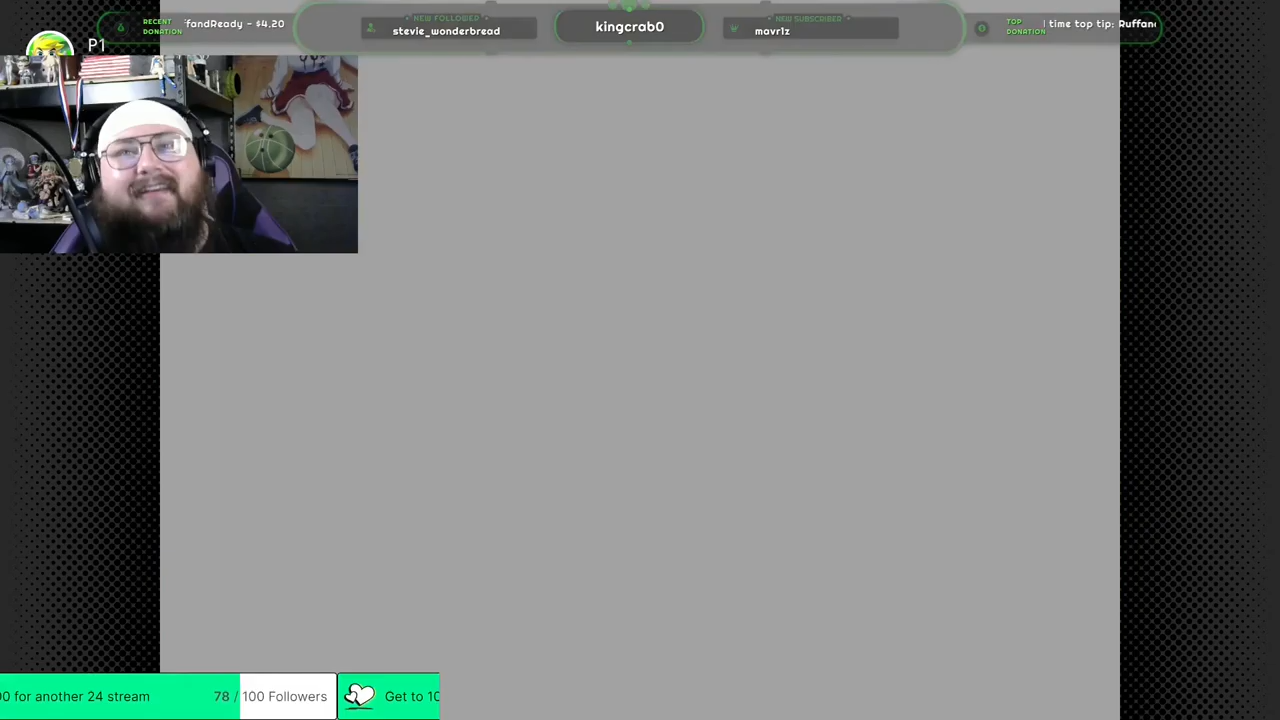 RECENT
DONATION
fandReady - $4.20
NEW FOLLOWER
stevie_wonderbread
kingcrab0
NEW SUBSCRIBER
mavr1z
TOP
DONATION
time top tip: Ruffan
P1
00 for another 24 stream
78 / 100 Followers
Get to 10